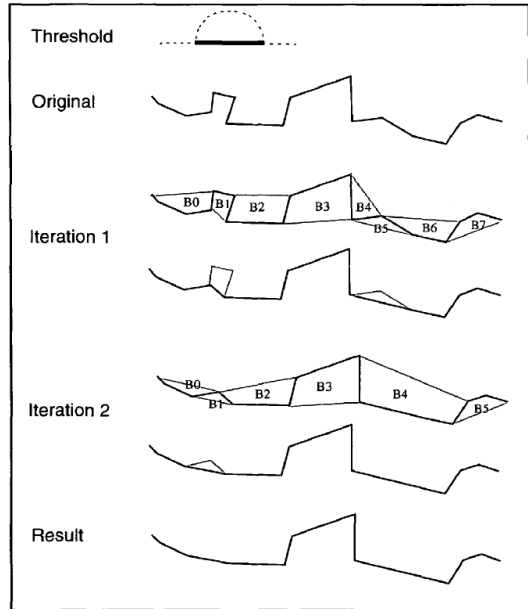 Threshold
Original
B0 B1 B2 B3 B4 B5 B6 B7
Iteration 1
B0 B1 B2 B3 B4 B5
Iteration 2
Result